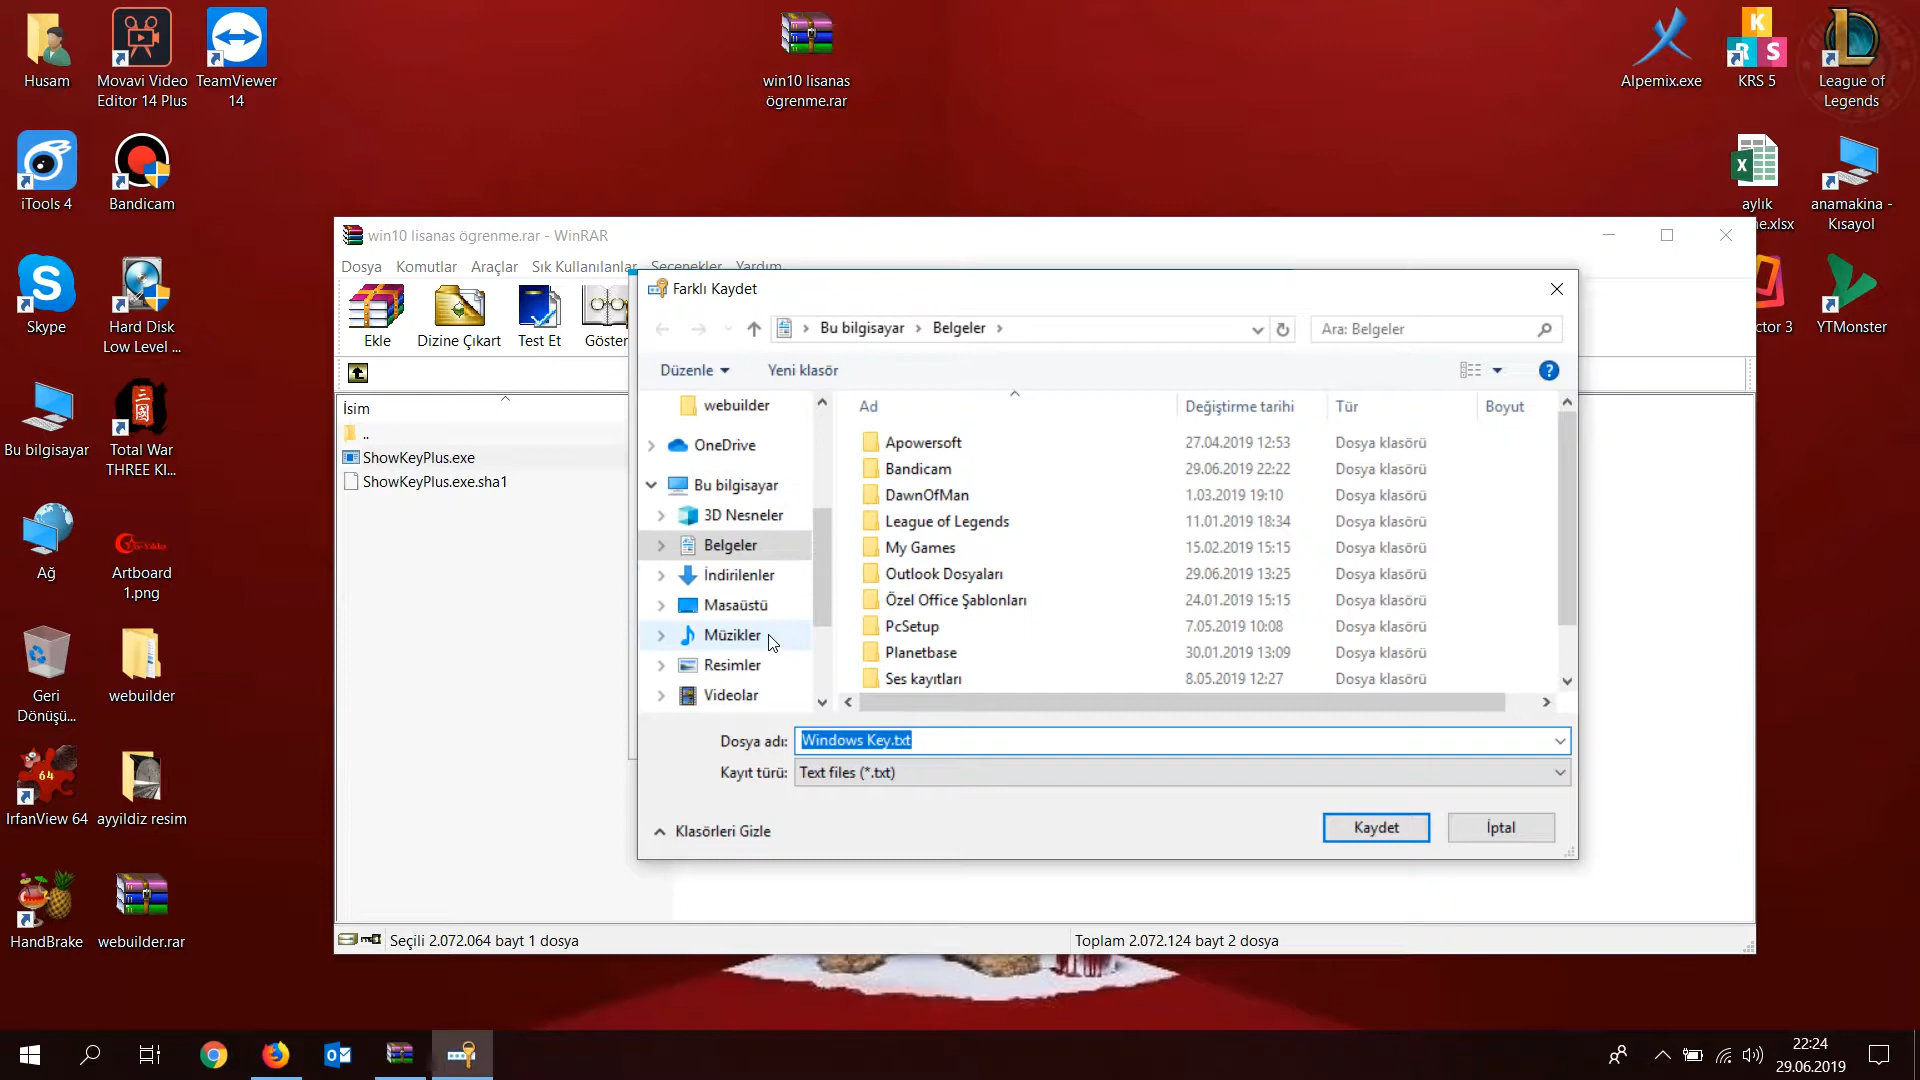 Husam
Movavi Video
Editor 14 Plus
TeamViewer
14
win10 lisanas
ögrenme.rar
Alpemix.exe
KRS 5
League of
Legends
iTools 4
Bandicam
aylık
ne.xlsx
anamakina -
Kısayol
Skype
Hard Disk
Low Level ...
ctor 3
YTMonster
Bu bilgisayar
Total War
THREE KI...
Ağ
Artboard
1.png
Geri
Dönüşü...
webuilder
IrfanView 64
ayyildiz resim
HandBrake
webuilder.rar
win10 lisanas ögrenme.rar - WinRAR
Dosya Komutlar Araçlar Sık Kullanılanlar Seçenekler Yardım
Ekle
Dizine Çıkart
Test Et
Göster
İsim
..
ShowKeyPlus.exe
ShowKeyPlus.exe.sha1
Seçili 2.072.064 bayt 1 dosya
Toplam 2.072.124 bayt 2 dosya
Farklı Kaydet
Bu bilgisayar Belgeler
Ara: Belgeler
Düzenle
Yeni klasör
webuilder
OneDrive
Bu bilgisayar
3D Nesneler
Belgeler
İndirilenler
Masaüstü
Müzikler
Resimler
Videolar
Ad Değiştirme tarihi Tür Boyut
Apowersoft 27.04.2019 12:53 Dosya klasörü
Bandicam 29.06.2019 22:22 Dosya klasörü
DawnOfMan 1.03.2019 19:10 Dosya klasörü
League of Legends 11.01.2019 18:34 Dosya klasörü
My Games 15.02.2019 15:15 Dosya klasörü
Outlook Dosyaları 29.06.2019 13:25 Dosya klasörü
Özel Office Şablonları 24.01.2019 15:15 Dosya klasörü
PcSetup 7.05.2019 10:08 Dosya klasörü
Planetbase 30.01.2019 13:09 Dosya klasörü
Ses kayıtları 8.05.2019 12:27 Dosya klasörü
Dosya adı: Windows Key.txt
Kayıt türü: Text files (*.txt)
Klasörleri Gizle
Kaydet
İptal
22:24
29.06.2019